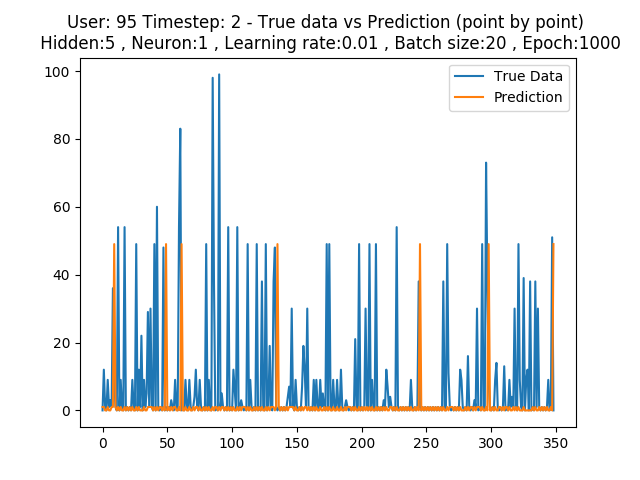 User: 95 Timestep: 2 - True data vs Prediction (point by point)
Hidden:5 , Neuron:1 , Learning rate:0.01 , Batch size:20 , Epoch:1000
True Data
Prediction
100
80
60
40
20
0
0 50 100 150 200 250 300 350